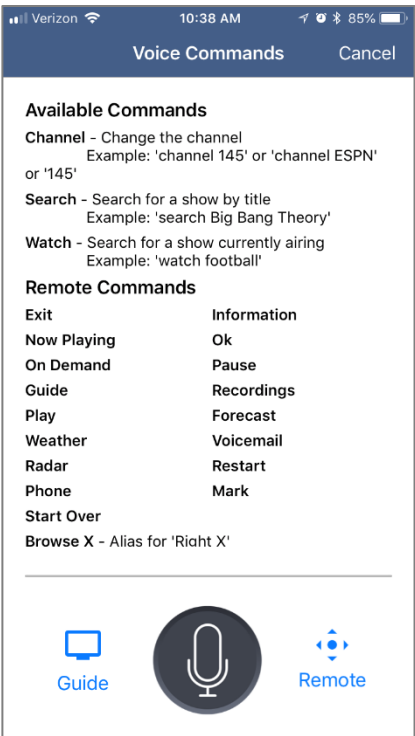 Verizon 10:38 AM 85%
Voice Commands Cancel
Available Commands
Channel - Change the channel
Example: 'channel 145' or 'channel ESPN'
or '145'
Search - Search for a show by title
Example: 'search Big Bang Theory'
Watch - Search for a show currently airing
Example: 'watch football'
Remote Commands
Exit Information
Now Playing Ok
On Demand Pause
Guide Recordings
Play Forecast
Weather Voicemail
Radar Restart
Phone Mark
Start Over
Browse X - Alias for 'Right X'
Guide Remote